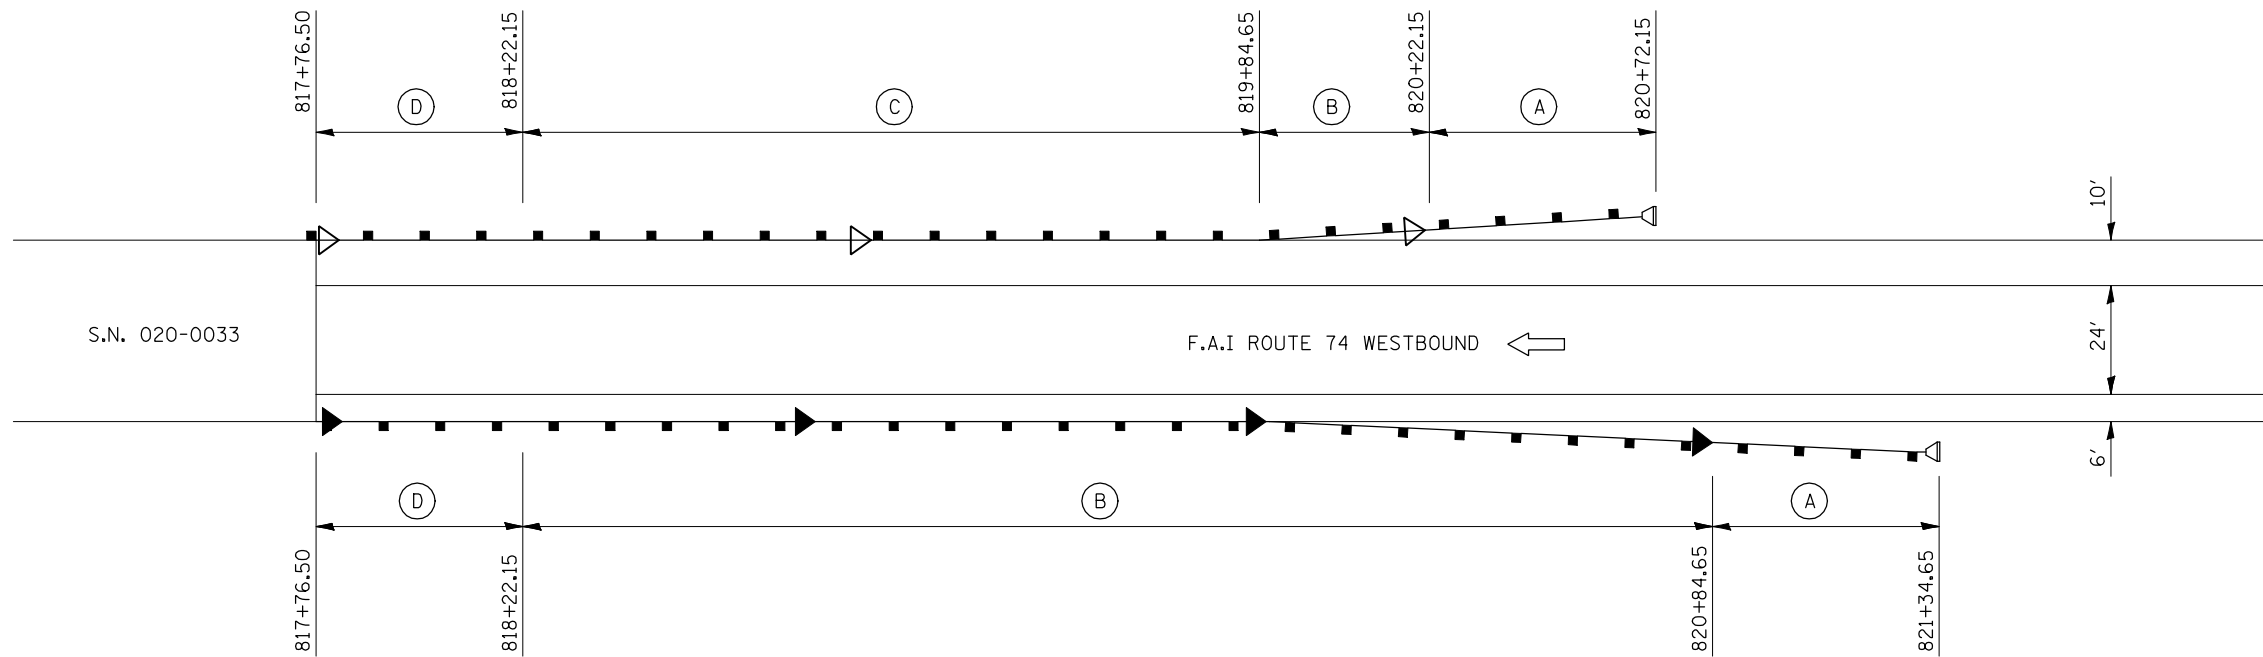 817+76.50
818+22.15
819+84.65
820+22.15
820+72.15
D
C
B
A
10'
S.N. 020-0033
F.A.I ROUTE 74 WESTBOUND
24'
6'
D
B
A
817+76.50
818+22.15
820+84.65
821+34.65